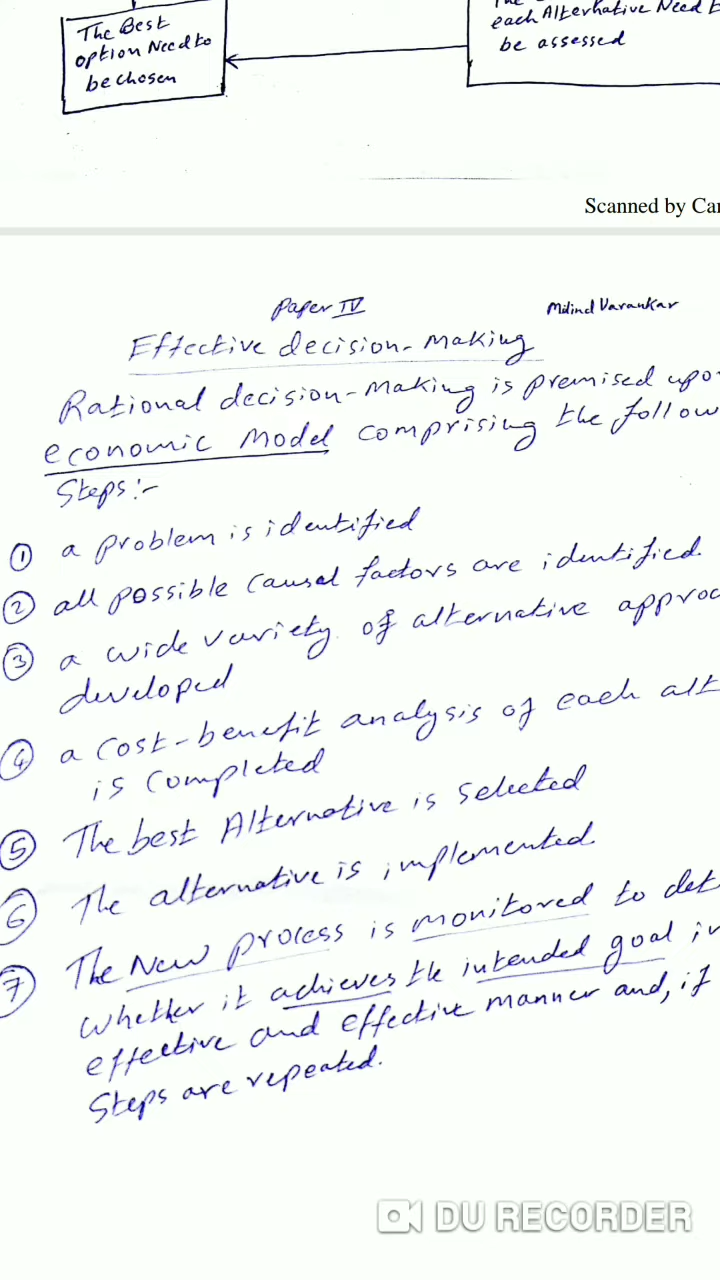 each Alternative Need t
be assessed
The Best
option Need to
be chosen
Scanned by Ca
Paper IV
Milind Varankar
Effective decision-making
Rational decision-making is premised upo
economic Model comprising the follow
Steps:-
① a problem is identified
② all possible causal factors are identified.
③ a wide variety of alternative approa
developed
④ a cost-benefit analysis of each alt
is completed
⑤ The best Alternative is selected
⑥ The alternative is implemented.
⑦ The New process is monitored to det
whether it achieves the intended goal in
effective and effective manner and, if
Steps are repeated.
DU RECORDER